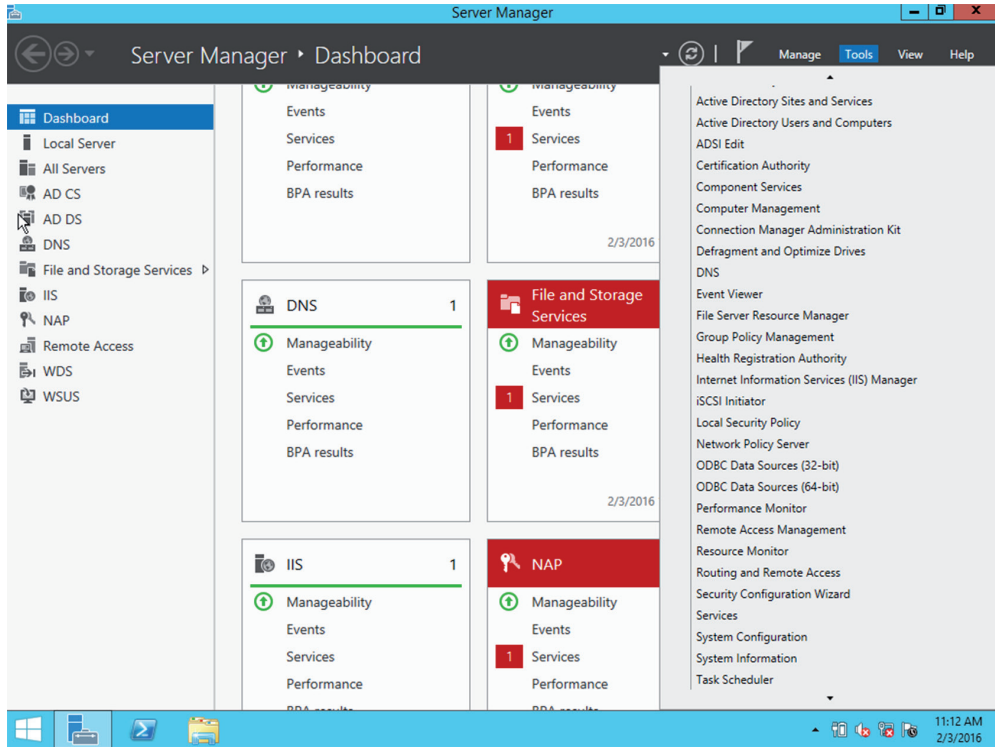 Server Manager
Server Manager • Dashboard
Manage
Tools
View
Help
Dashboard
Local Server
All Servers
AD CS
AD DS
DNS
File and Storage Services
IIS
NAP
Remote Access
WDS
WSUS
Manageability
Events
Services
Performance
BPA results
Manageability
Events
1 Services
Performance
BPA results
2/3/2016
DNS 1
Manageability
Events
Services
Performance
BPA results
File and Storage
Services
Manageability
Events
1 Services
Performance
BPA results
2/3/2016
IIS 1
Manageability
Events
Services
Performance
BPA results
NAP
Manageability
Events
1 Services
Performance
BPA results
Active Directory Sites and Services
Active Directory Users and Computers
ADSI Edit
Certification Authority
Component Services
Computer Management
Connection Manager Administration Kit
Defragment and Optimize Drives
DNS
Event Viewer
File Server Resource Manager
Group Policy Management
Health Registration Authority
Internet Information Services (IIS) Manager
iSCSI Initiator
Local Security Policy
Network Policy Server
ODBC Data Sources (32-bit)
ODBC Data Sources (64-bit)
Performance Monitor
Remote Access Management
Resource Monitor
Routing and Remote Access
Security Configuration Wizard
Services
System Configuration
System Information
Task Scheduler
11:12 AM
2/3/2016